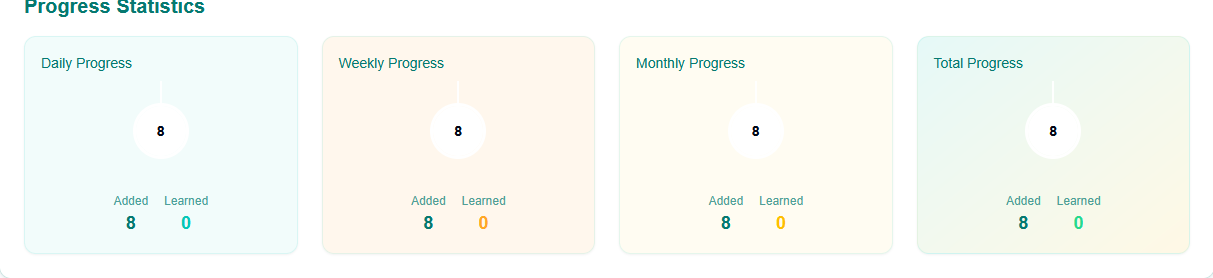 Progress Statistics
Daily Progress
8
Added Learned
8 0
Weekly Progress
8
Added Learned
8 0
Monthly Progress
8
Added Learned
8 0
Total Progress
8
Added Learned
8 0